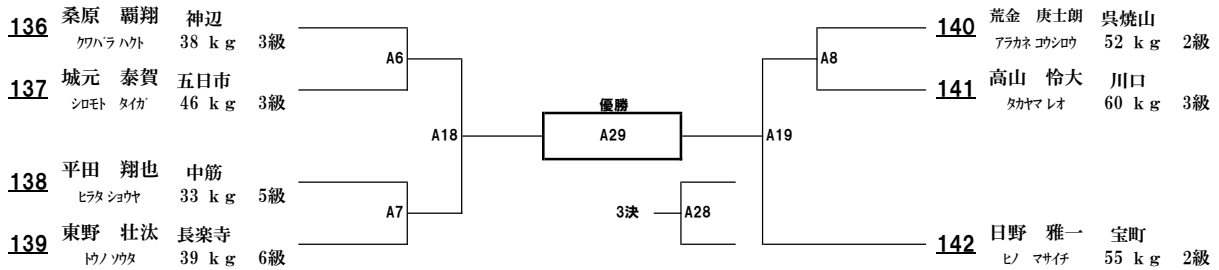 136 桑原 覇翔 神辺
クワバラ ハクト 38 kg 3級
A6
137 城元 泰賀 五日市
シロモト タイガ 46 kg 3級
A18
138 平田 翔也 中筋
ヒラタ ショウヤ 33 kg 5級
A7
139 東野 壮汰 長楽寺
トウノ ソウタ 39 kg 6級
優勝
A29
3決 A28
140 荒金 庚士朗 呉焼山
アラカネ コウシロウ 52 kg 2級
A8
141 高山 怜大 川口
タカヤマ レオ 60 kg 3級
A19
142 日野 雅一 宝町
ヒノ マサイチ 55 kg 2級